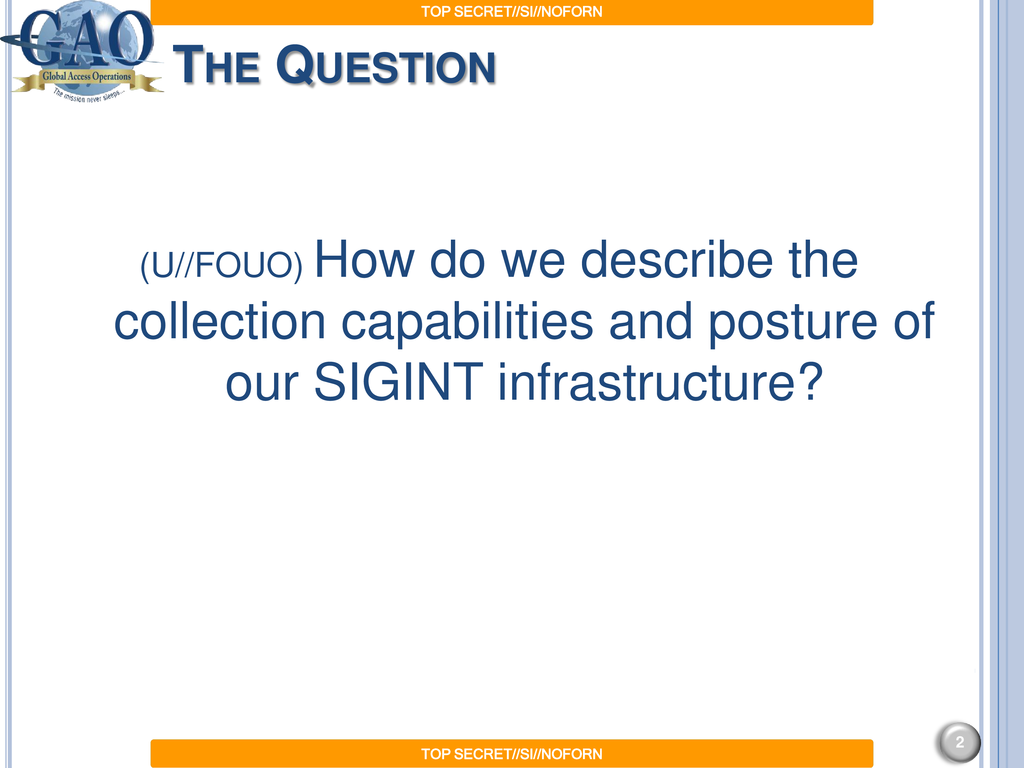 TOP SECRET//SI//NOFORN
GAO
Global Access Operations
The mission never sleeps...
THE QUESTION
(U//FOUO) How do we describe the
collection capabilities and posture of
our SIGINT infrastructure?
2
TOP SECRET//SI//NOFORN